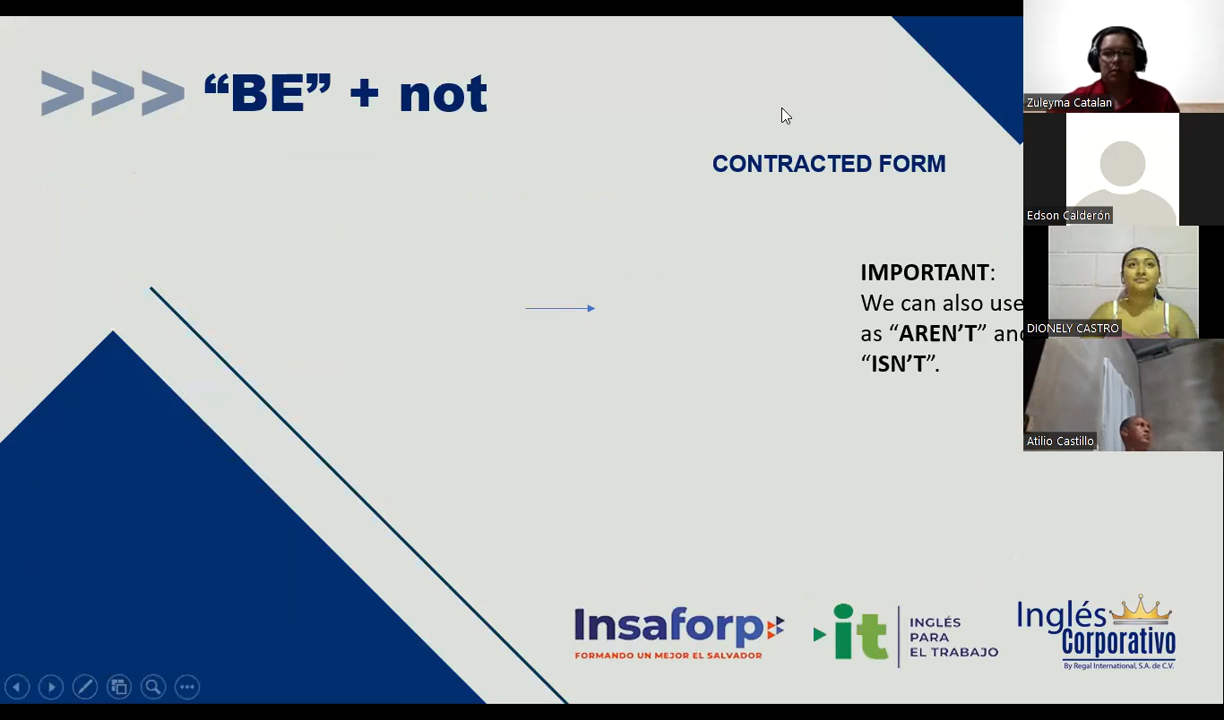 >>> “BE” + not
CONTRACTED FORM
IMPORTANT:
We can also use
as “AREN’T” and
“ISN’T”.
Zuleyma Catalan
Edson Calderón
DIONELY CASTRO
Atilio Castillo
Insaforp
FORMANDO UN MEJOR EL SALVADOR
it
INGLÉS
PARA
EL TRABAJO
Inglés
Corporativo
By Regal International, S.A. de C.V.